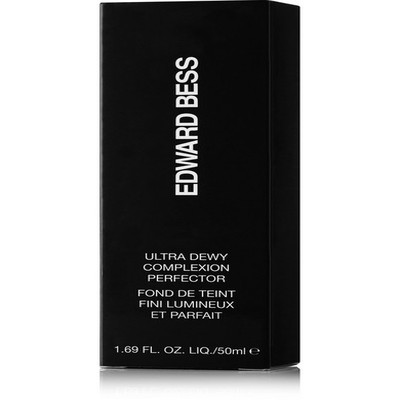 EDWARD BESS
ULTRA DEWY
COMPLEXION
PERFECTOR
FOND DE TEINT
FINI LUMINEUX
ET PARFAIT
1.69 FL. OZ. LIQ./50ml ℮